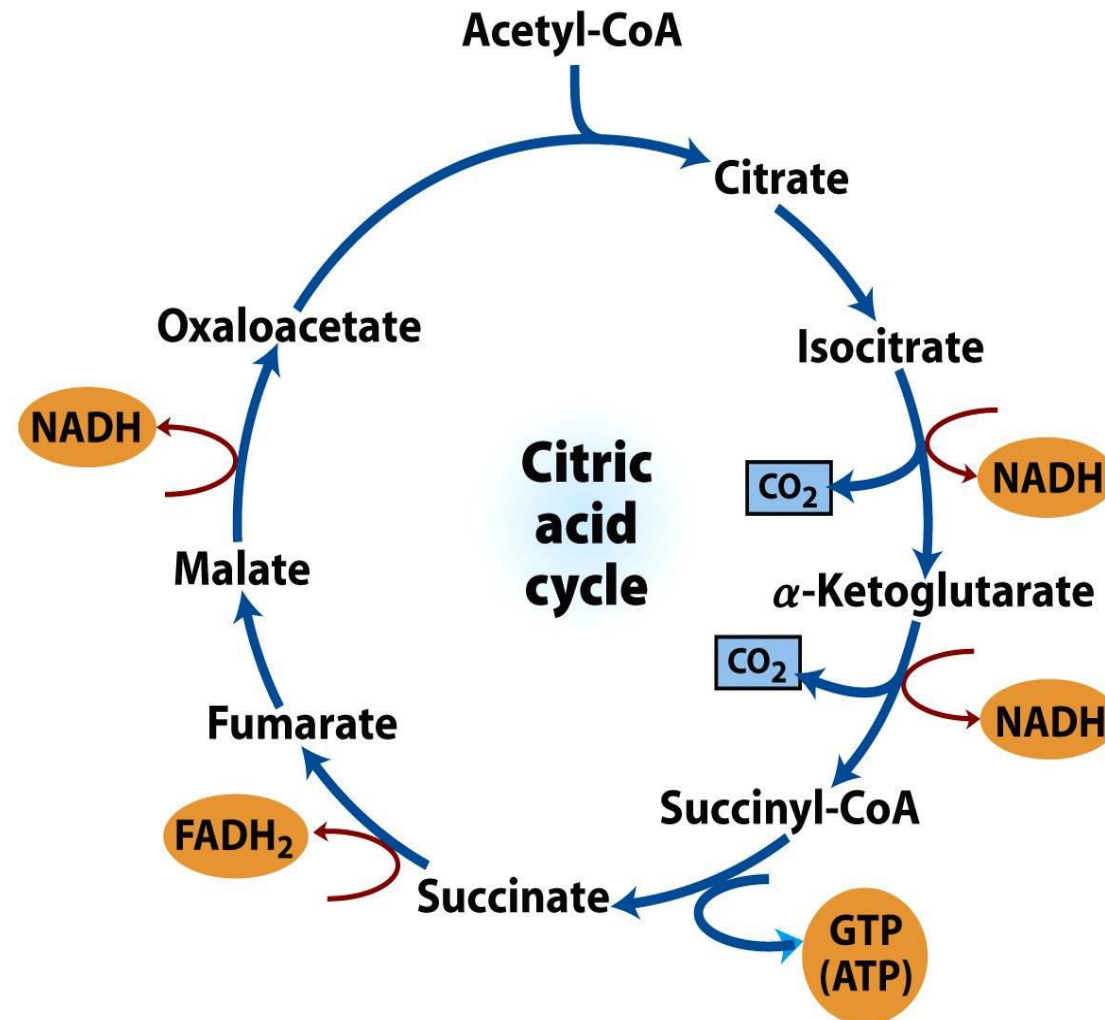 Acetyl-CoA
Citrate
Oxaloacetate
Isocitrate
NADH
Citric
acid
cycle
CO₂
NADH
Malate
α-Ketoglutarate
CO₂
NADH
Fumarate
Succinyl-CoA
FADH₂
Succinate
GTP
(ATP)